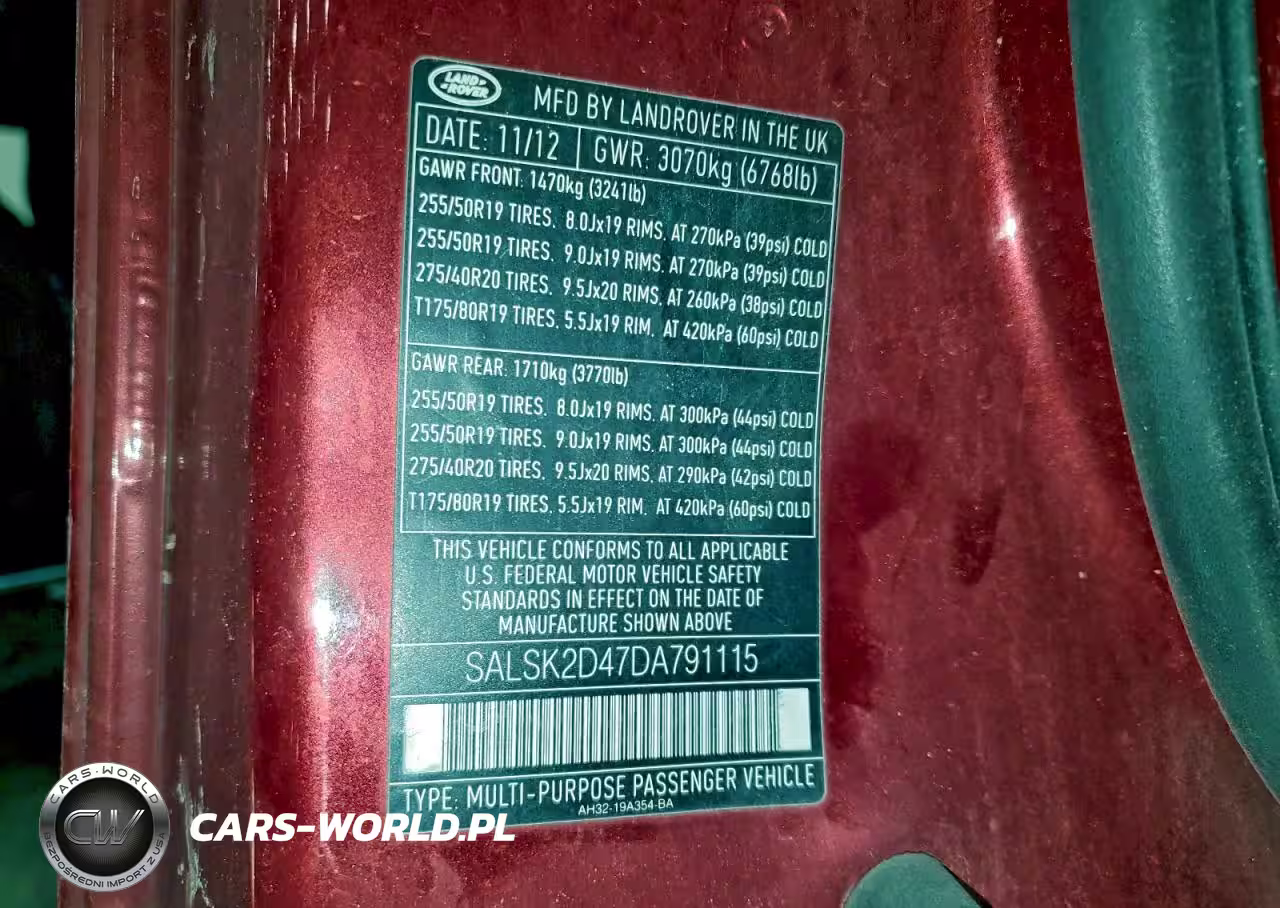 LAND ROVER
MFD BY LANDROVER IN THE UK
DATE: 11/12
GWR: 3070Kg (6768lb)
GAWR FRONT: 1470kg (3241lb)
255/50R19 TIRES, 8.0Jx19 RIMS, AT 270kPa (39psi) COLD
255/50R19 TIRES, 9.0Jx19 RIMS, AT 270kPa (39psi) COLD
275/40R20 TIRES, 9.5Jx20 RIMS, AT 260kPa (38psi) COLD
T175/80R19 TIRES, 5.5Jx19 RIM, AT 420kPa (60psi) COLD
GAWR REAR: 1710kg (3770lb)
255/50R19 TIRES, 8.0Jx19 RIMS, AT 300kPa (44psi) COLD
255/50R19 TIRES, 9.0Jx19 RIMS, AT 300kPa (44psi) COLD
275/40R20 TIRES, 9.5Jx20 RIMS, AT 290kPa (42psi) COLD
T175/80R19 TIRES, 5.5Jx19 RIM, AT 420kPa (60psi) COLD
THIS VEHICLE CONFORMS TO ALL APPLICABLE
U.S. FEDERAL MOTOR VEHICLE SAFETY
STANDARDS IN EFFECT ON THE DATE OF
MANUFACTURE SHOWN ABOVE
SALSK2D47DA791115
TYPE: MULTI-PURPOSE PASSENGER VEHICLE
AH32-19A354-BA
CARS-WORLD
CW
BEZPOŚREDNI IMPORT Z USA
CARS-WORLD.PL